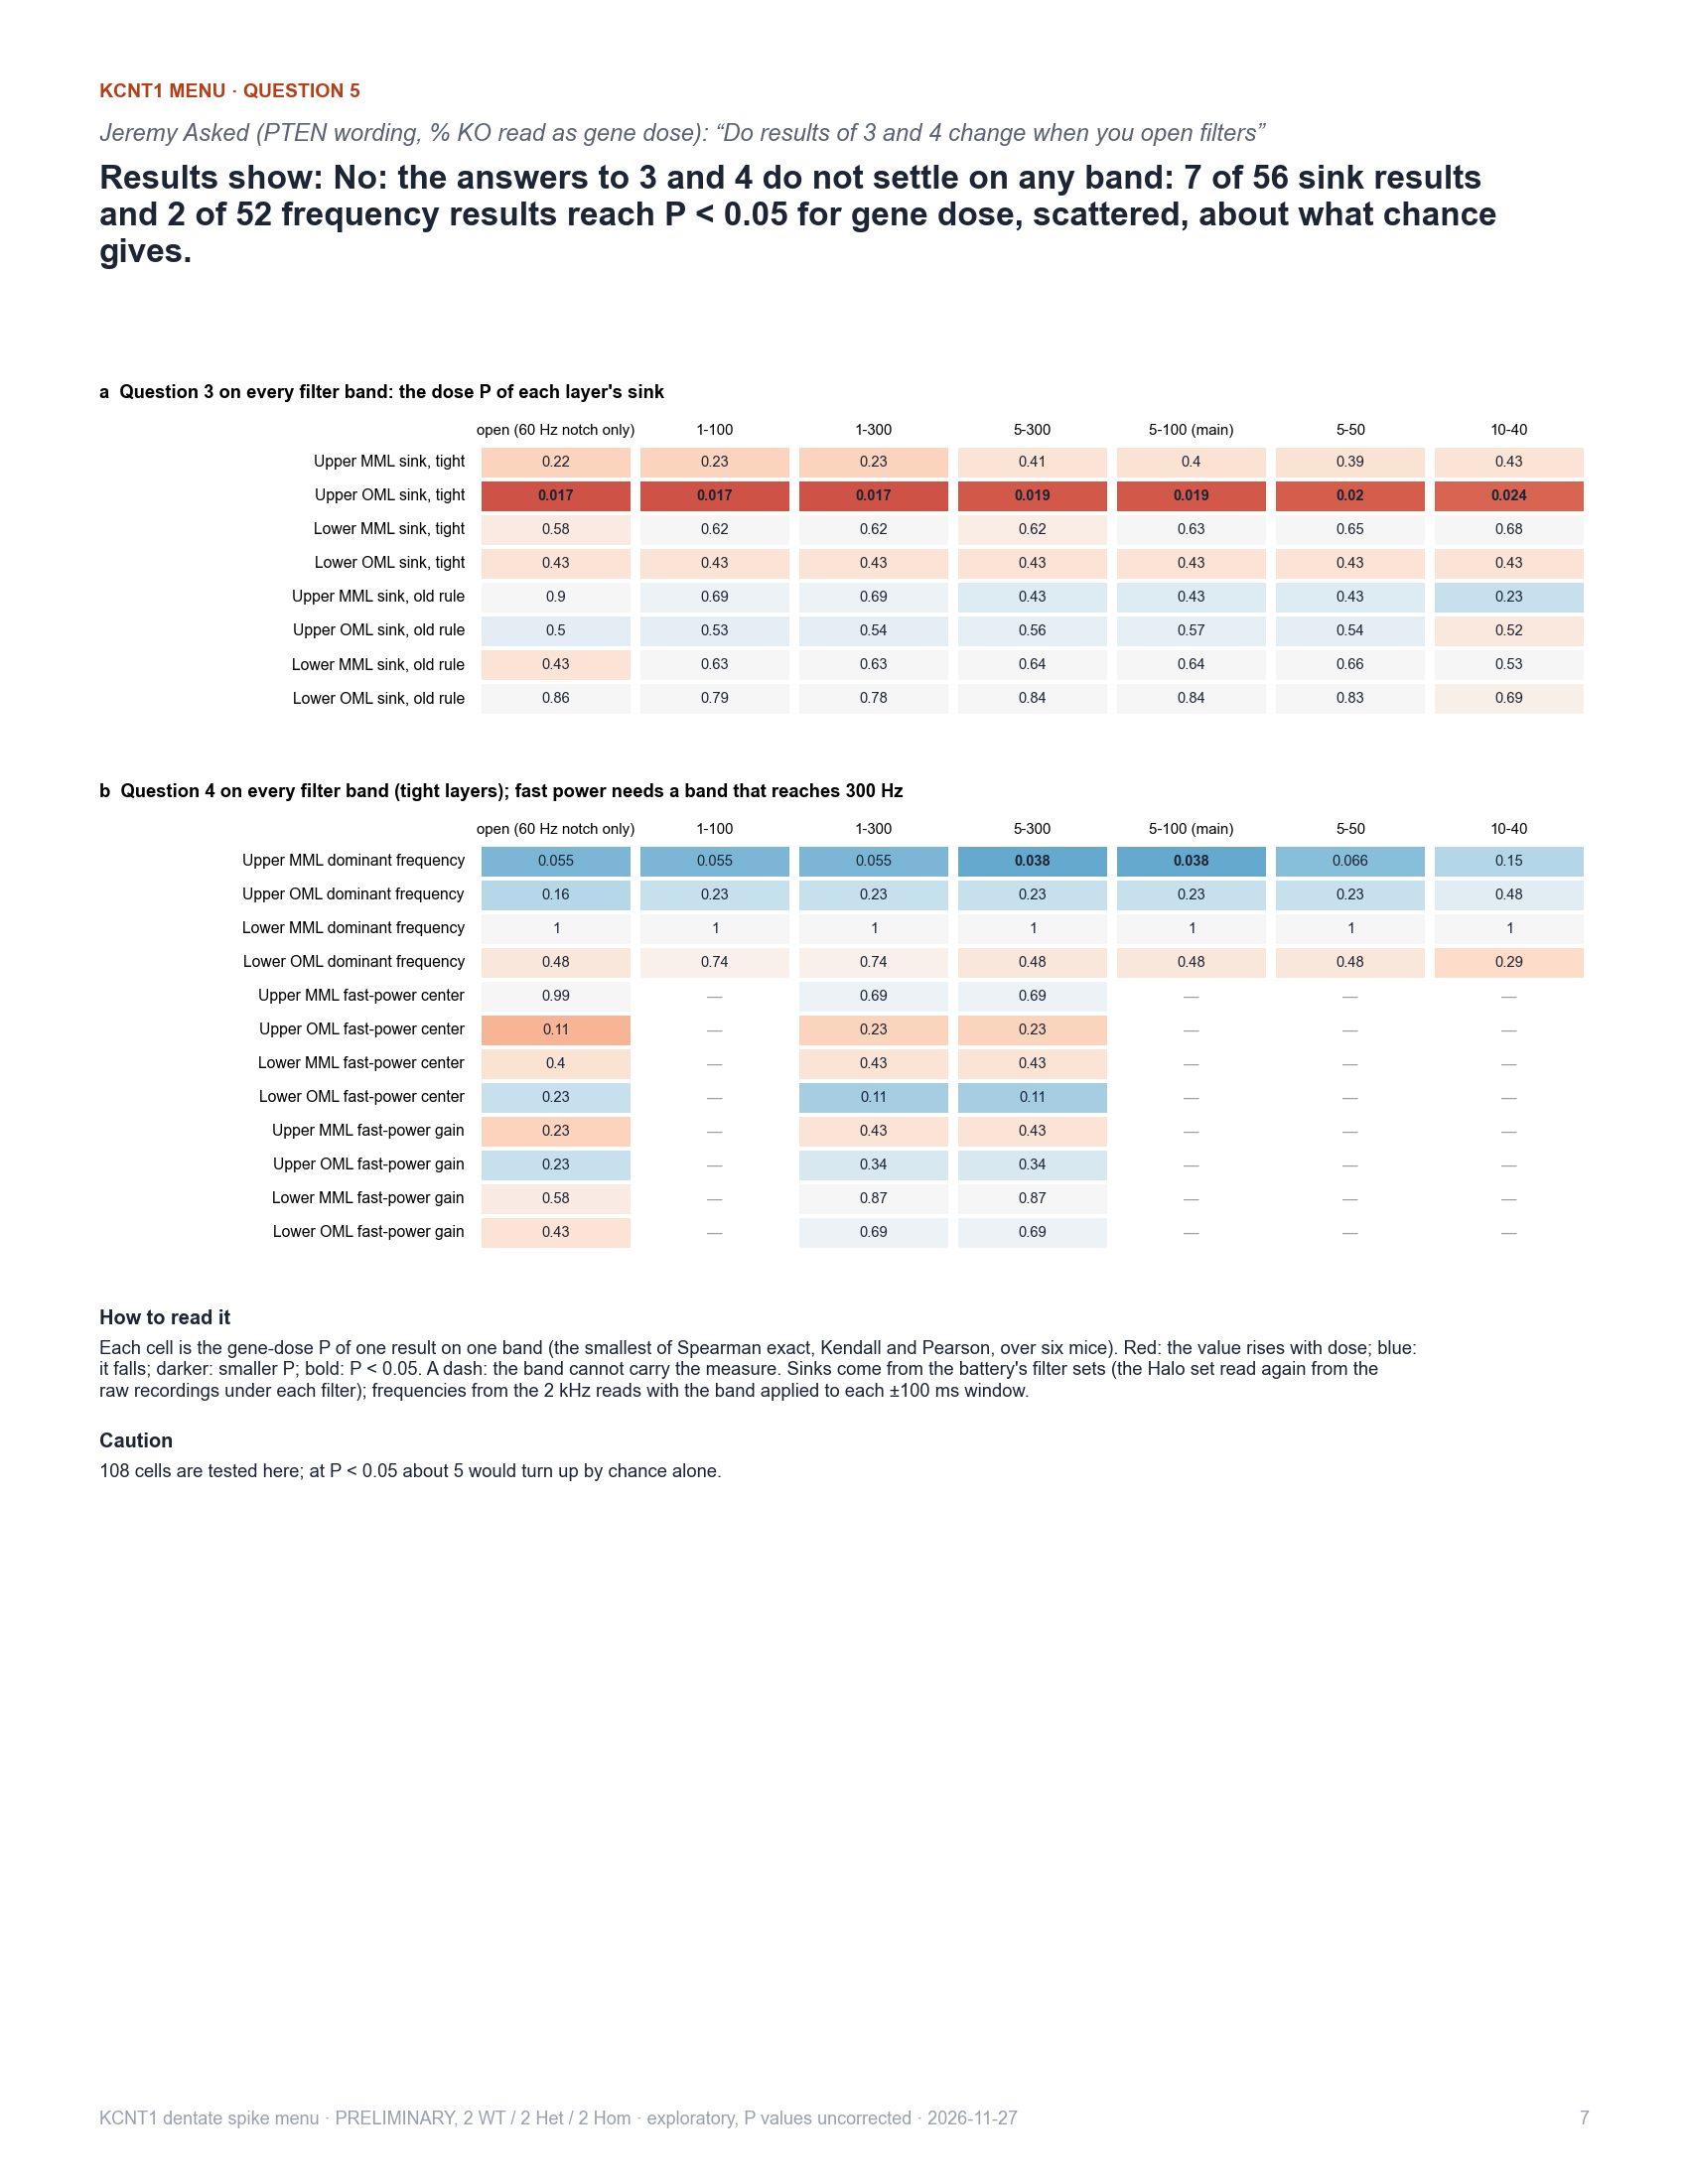 KCNT1 MENU · QUESTION 5
Jeremy Asked (PTEN wording, % KO read as gene dose): “Do results of 3 and 4 change when you open filters”
Results show: No: the answers to 3 and 4 do not settle on any band: 7 of 56 sink results
and 2 of 52 frequency results reach P < 0.05 for gene dose, scattered, about what chance
gives.
a Question 3 on every filter band: the dose P of each layer's sink
open (60 Hz notch only) 1-100 1-300 5-300 5-100 (main) 5-50 10-40
Upper MML sink, tight 0.22 0.23 0.23 0.41 0.4 0.39 0.43
Upper OML sink, tight 0.017 0.017 0.017 0.019 0.019 0.02 0.024
Lower MML sink, tight 0.58 0.62 0.62 0.62 0.63 0.65 0.68
Lower OML sink, tight 0.43 0.43 0.43 0.43 0.43 0.43 0.43
Upper MML sink, old rule 0.9 0.69 0.69 0.43 0.43 0.43 0.23
Upper OML sink, old rule 0.5 0.53 0.54 0.56 0.57 0.54 0.52
Lower MML sink, old rule 0.43 0.63 0.63 0.64 0.64 0.66 0.53
Lower OML sink, old rule 0.86 0.79 0.78 0.84 0.84 0.83 0.69
b Question 4 on every filter band (tight layers); fast power needs a band that reaches 300 Hz
open (60 Hz notch only) 1-100 1-300 5-300 5-100 (main) 5-50 10-40
Upper MML dominant frequency 0.055 0.055 0.055 0.038 0.038 0.066 0.15
Upper OML dominant frequency 0.16 0.23 0.23 0.23 0.23 0.23 0.48
Lower MML dominant frequency 1 1 1 1 1 1 1
Lower OML dominant frequency 0.48 0.74 0.74 0.48 0.48 0.48 0.29
Upper MML fast-power center 0.99 — 0.69 0.69 — — —
Upper OML fast-power center 0.11 — 0.23 0.23 — — —
Lower MML fast-power center 0.4 — 0.43 0.43 — — —
Lower OML fast-power center 0.23 — 0.11 0.11 — — —
Upper MML fast-power gain 0.23 — 0.43 0.43 — — —
Upper OML fast-power gain 0.23 — 0.34 0.34 — — —
Lower MML fast-power gain 0.58 — 0.87 0.87 — — —
Lower OML fast-power gain 0.43 — 0.69 0.69 — — —
How to read it
Each cell is the gene-dose P of one result on one band (the smallest of Spearman exact, Kendall and Pearson, over six mice). Red: the value rises with dose; blue:
it falls; darker: smaller P; bold: P < 0.05. A dash: the band cannot carry the measure. Sinks come from the battery's filter sets (the Halo set read again from the
raw recordings under each filter); frequencies from the 2 kHz reads with the band applied to each ±100 ms window.
Caution
108 cells are tested here; at P < 0.05 about 5 would turn up by chance alone.
KCNT1 dentate spike menu · PRELIMINARY, 2 WT / 2 Het / 2 Hom · exploratory, P values uncorrected · 2026-11-27 7